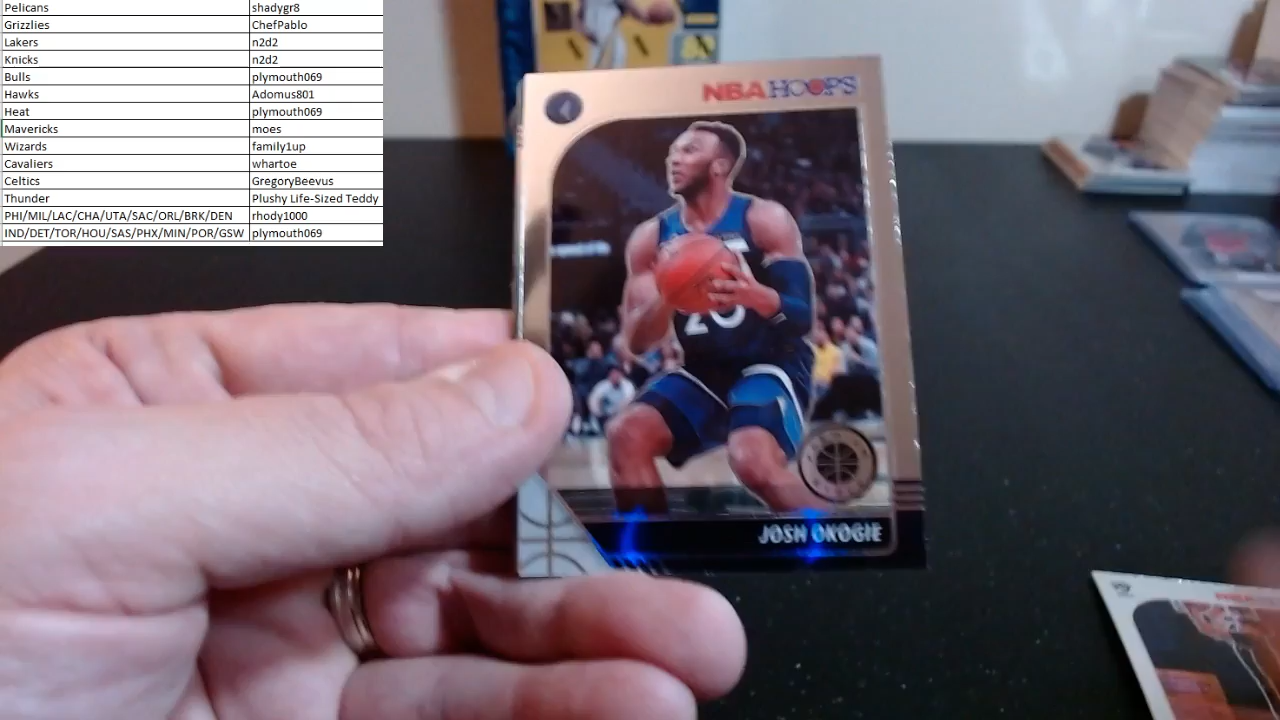 Pelicans shadygr8
Grizzlies ChefPablo
Lakers n2d2
Knicks n2d2
Bulls plymouth069
Hawks Adomus801
Heat plymouth069
Mavericks moes
Wizards family1up
Cavaliers whartoe
Celtics GregoryBeevus
Thunder Plushy Life-Sized Teddy
PHI/MIL/LAC/CHA/UTA/SAC/ORL/BRK/DEN rhody1000
IND/DET/TOR/HOU/SAS/PHX/MIN/POR/GSW plymouth069
NBA HOOPS
20
JOSH OKOGIE